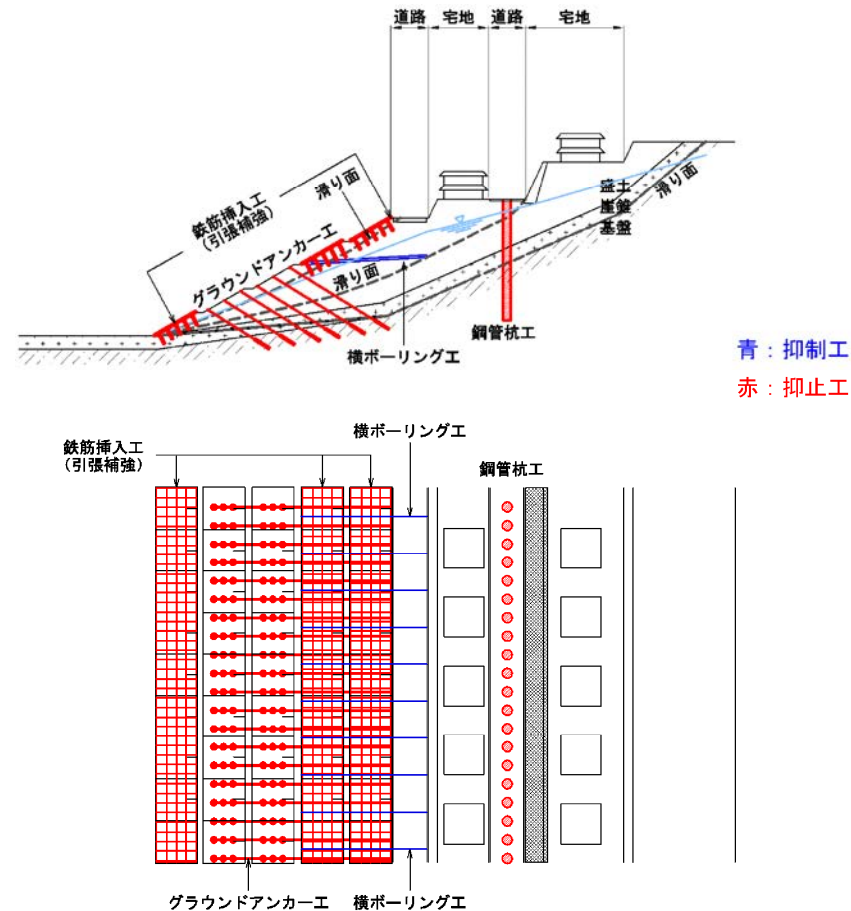 道路 宅地 道路 宅地
鉄筋挿入工
（引張補強）
滑り面
グラウンドアンカー工
滑り面
盛土
基盤
滑り面
鋼管杭工
横ボーリング工
青：抑制工
赤：抑止工
鉄筋挿入工
（引張補強）
横ボーリング工
鋼管杭工
グラウンドアンカー工 横ボーリング工